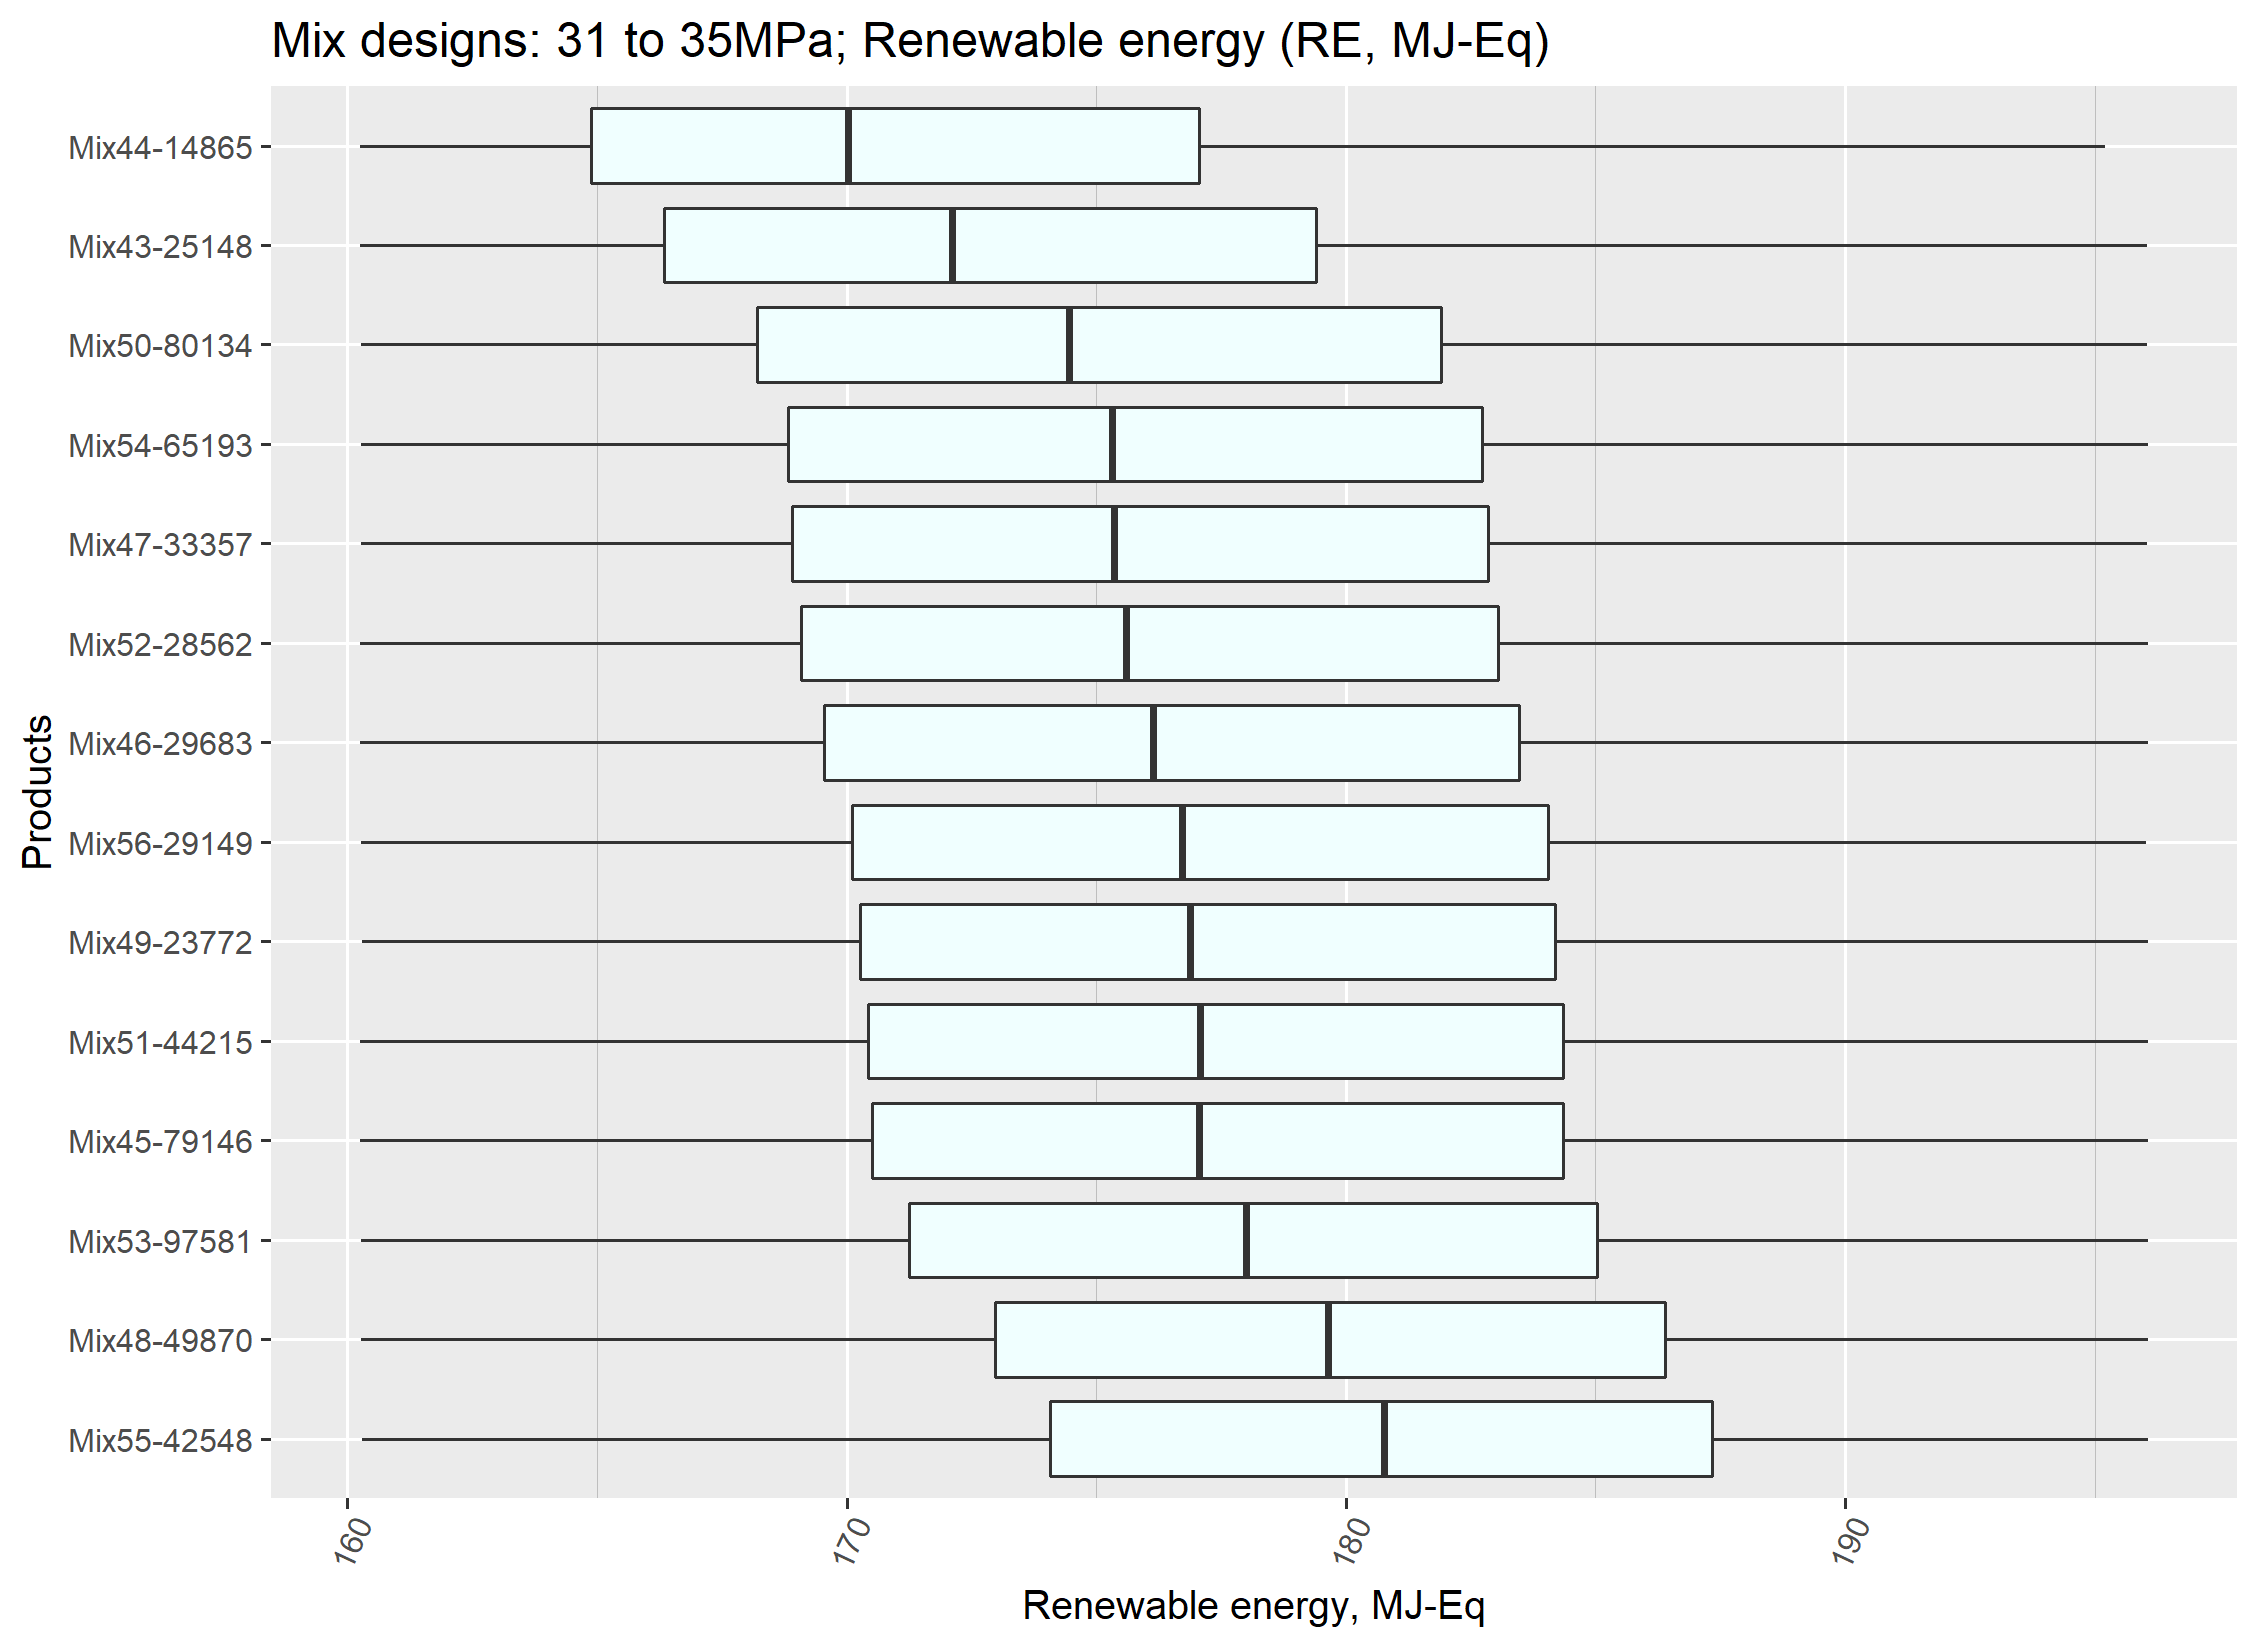 Mix designs: 31 to 35MPa; Renewable energy (RE, MJ-Eq)
Products
Mix44-14865
Mix43-25148
Mix50-80134
Mix54-65193
Mix47-33357
Mix52-28562
Mix46-29683
Mix56-29149
Mix49-23772
Mix51-44215
Mix45-79146
Mix53-97581
Mix48-49870
Mix55-42548
160
170
180
190
Renewable energy, MJ-Eq